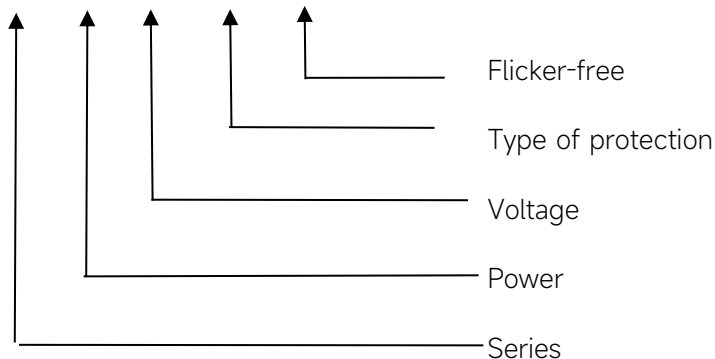 Flicker-free
Type of protection
Voltage
Power
Series